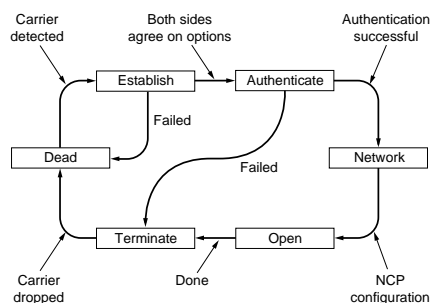 Carrier
detected
Both sides
agree on options
Authentication
successful
Establish
Authenticate
Failed
Dead
Failed
Network
Terminate
Open
Carrier
dropped
Done
NCP
configuration